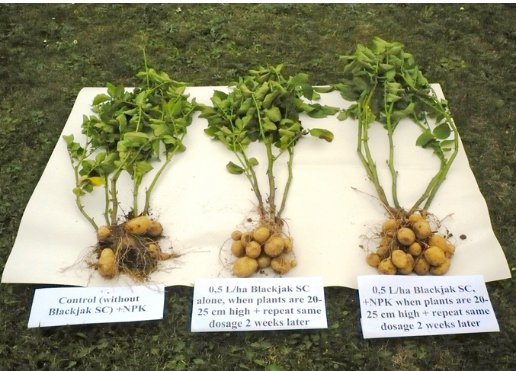 Control (without
Blackjak SC) +NPK
0,5 L/ha Blackjak SC
alone, when plants are 20-
25 cm high + repeat same
dosage 2 weeks later
0,5 L/ha Blackjak SC,
+NPK when plants are 20-
25 cm high + repeat same
dosage 2 weeks later